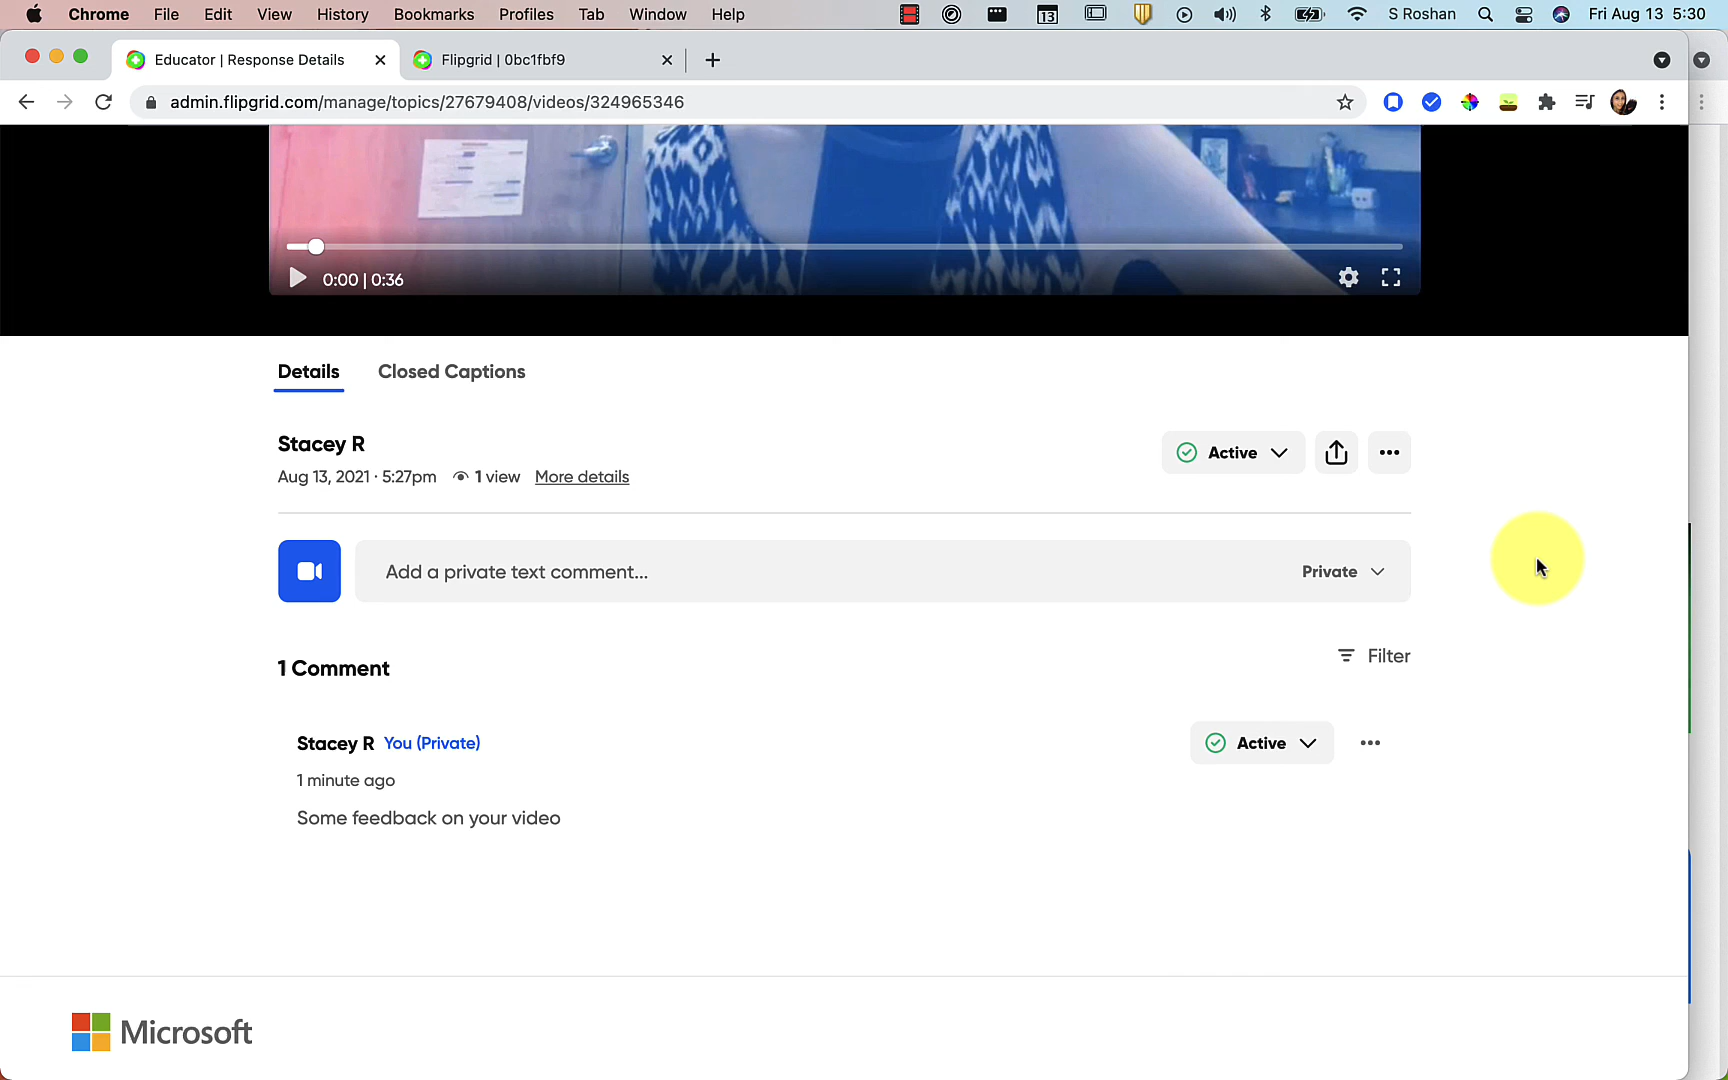 Chrome File Edit View History Bookmarks Profiles Tab Window Help 13 S Roshan Fri Aug 13 5:30
Educator | Response Details
Flipgrid | 0bc1fbf9
admin.flipgrid.com/manage/topics/27679408/videos/324965346
0:00 | 0:36
Details Closed Captions
Stacey R
Active
Aug 13, 2021 · 5:27pm 1 view More details
Add a private text comment... Private
1 Comment
Filter
Stacey R You (Private)
Active
1 minute ago
Some feedback on your video
Microsoft